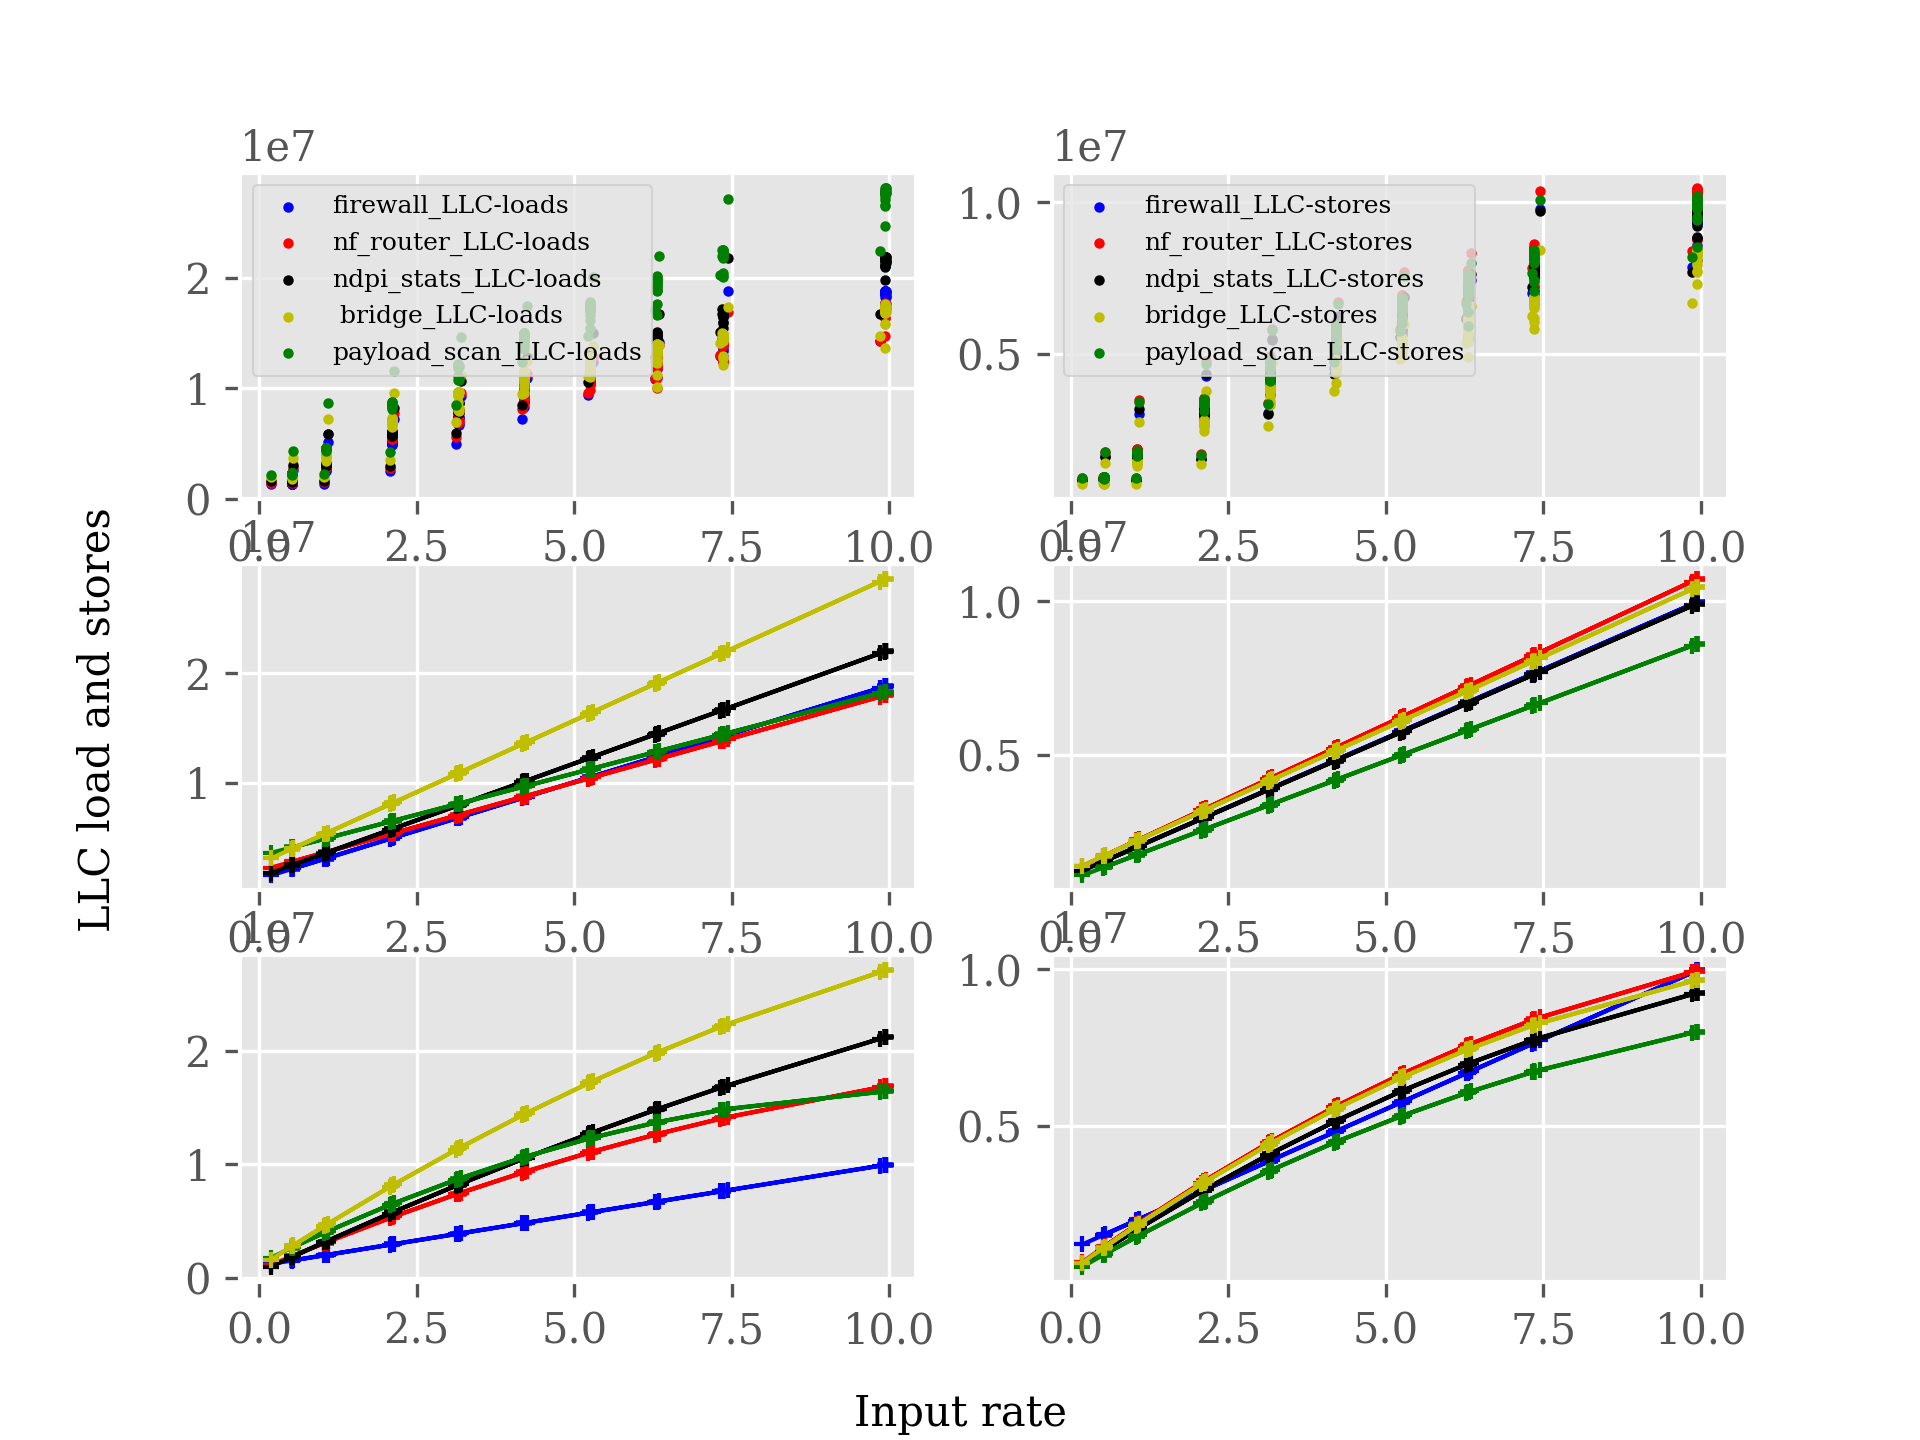 1e7
2
1
0
firewall_LLC-loads
nf_router_LLC-loads
ndpi_stats_LLC-loads
bridge_LLC-loads
payload_scan_LLC-loads
0.0 2.5 5.0 7.5 10.0
1e7
1.0
0.5
firewall_LLC-stores
nf_router_LLC-stores
ndpi_stats_LLC-stores
bridge_LLC-stores
payload_scan_LLC-stores
0.0 2.5 5.0 7.5 10.0
1e7
2
1
0.0 2.5 5.0 7.5 10.0
1e7
1.0
0.5
0.0 2.5 5.0 7.5 10.0
1e7
2
1
0
0.0 2.5 5.0 7.5 10.0
1e7
1.0
0.5
0.0 2.5 5.0 7.5 10.0
LLC load and stores
Input rate